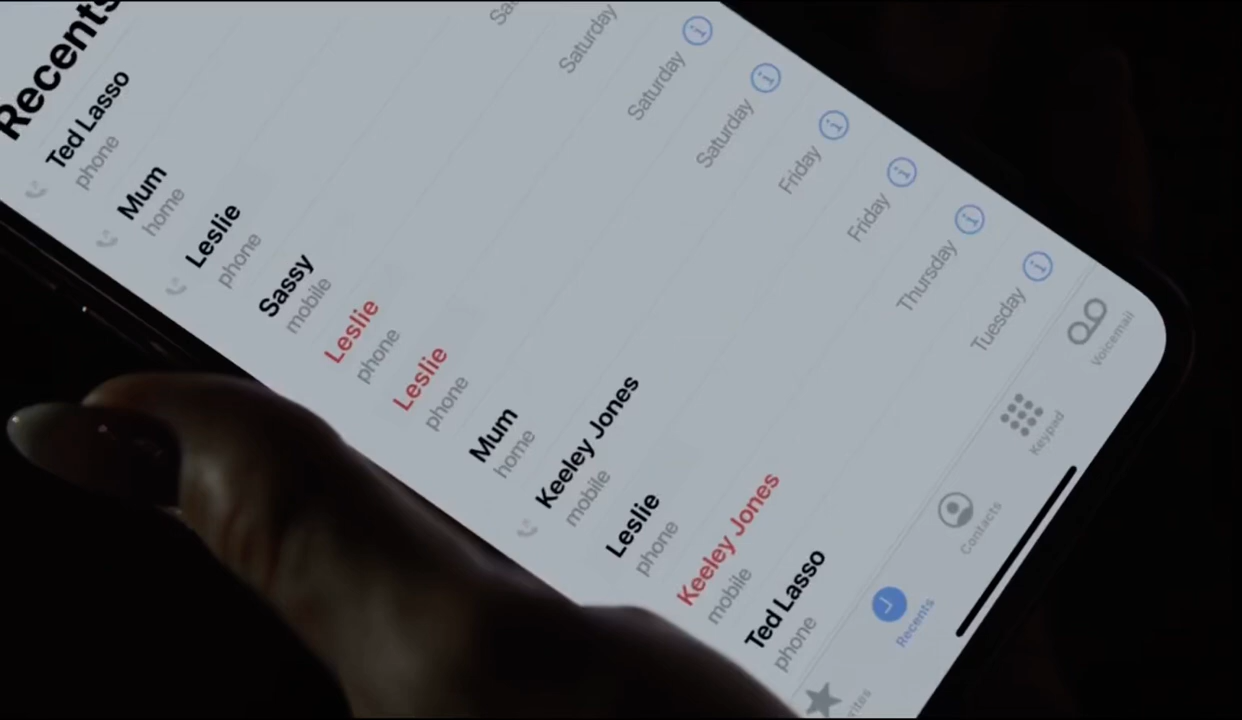 Recents
Ted Lasso
phone
Mum
home
Leslie
phone
Sassy
mobile
Leslie
phone
Saturday
Leslie
phone
Saturday
Mum
home
Saturday
Keeley Jones
mobile
Friday
Leslie
phone
Friday
Keeley Jones
mobile
Thursday
Ted Lasso
phone
Tuesday
Recents
Contacts
Keypad
Voicemail